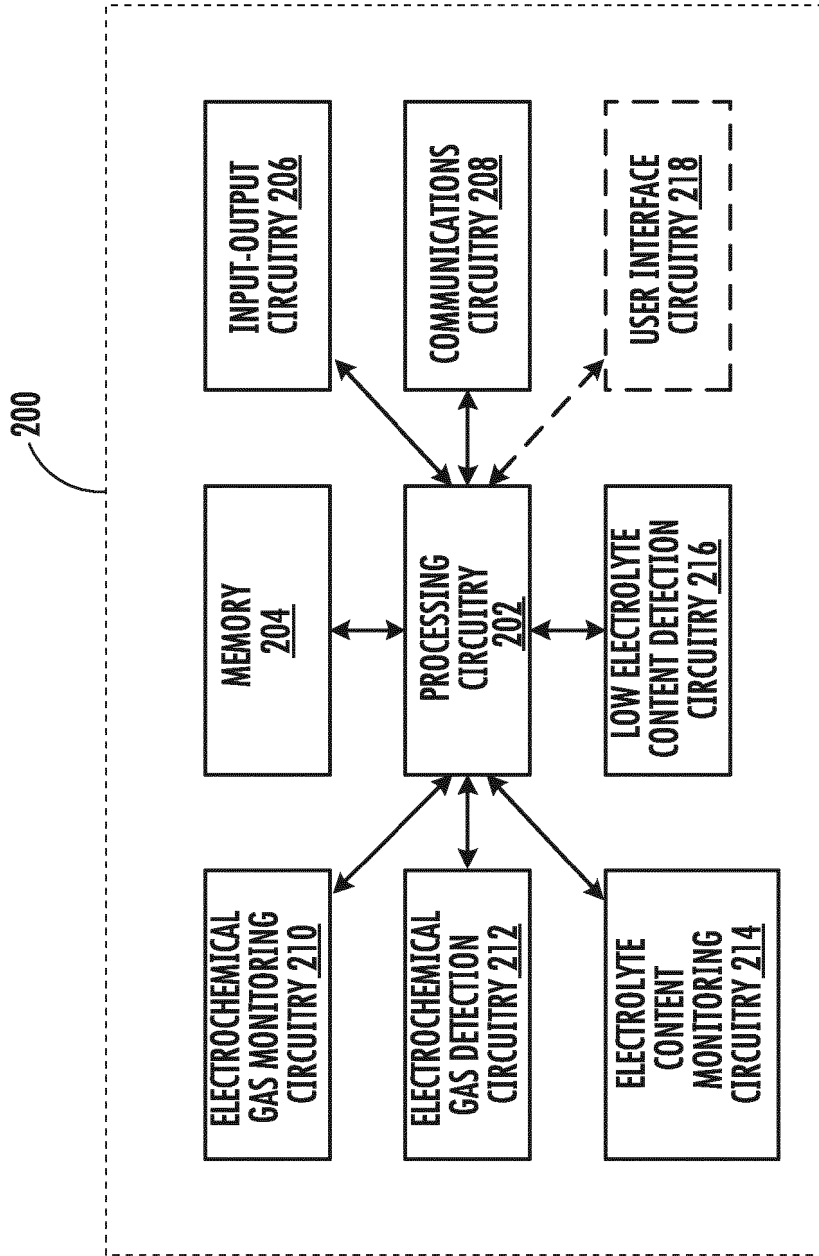 200
ELECTROCHEMICAL
GAS MONITORING
CIRCUITRY 210
MEMORY
204
INPUT-OUTPUT
CIRCUITRY 206
ELECTROCHEMICAL
GAS DETECTION
CIRCUITRY 212
PROCESSING
CIRCUITRY
202
COMMUNICATIONS
CIRCUITRY 208
ELECTROLYTE
CONTENT
MONITORING
CIRCUITRY 214
LOW ELECTROLYTE
CONTENT DETECTION
CIRCUITRY 216
USER INTERFACE
CIRCUITRY 218